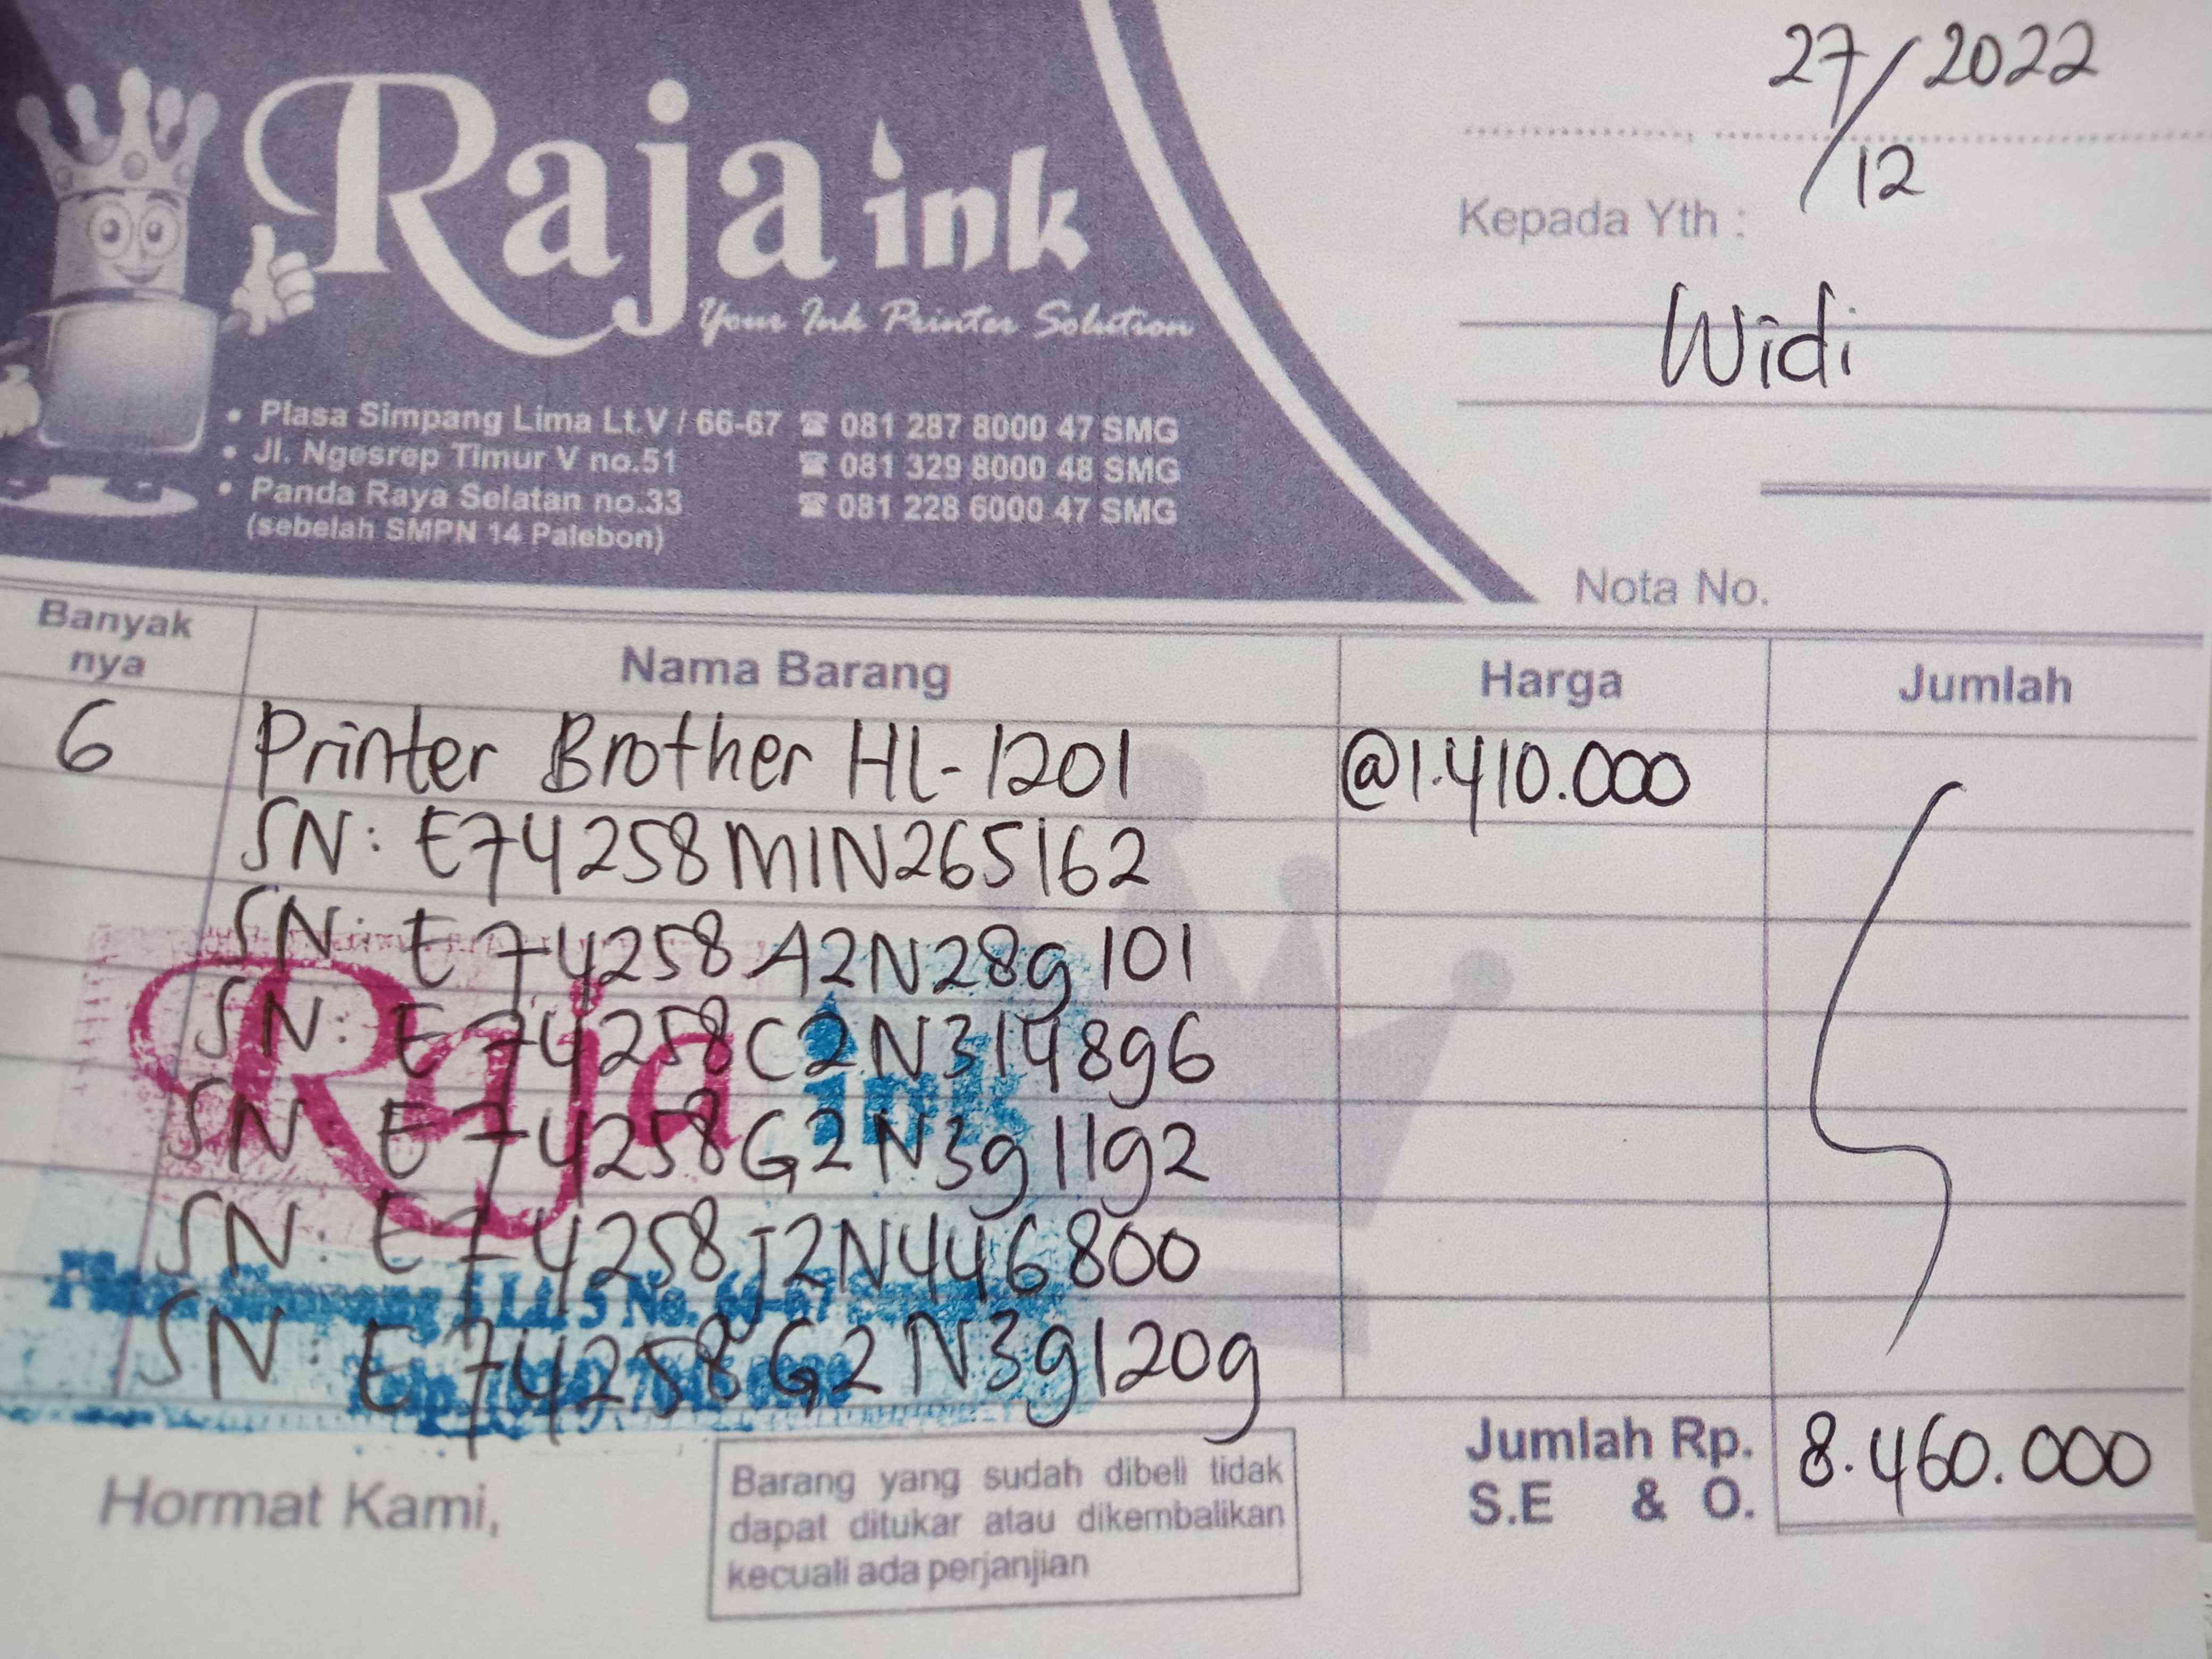 Raja ink
Your Ink Printer Solution
• Plasa Simpang Lima Lt.V / 66-67 ☎ 081 287 8000 47 SMG
• Jl. Ngesrep Timur V no.51 ☎ 081 329 8000 48 SMG
• Panda Raya Selatan no.33 ☎ 081 228 6000 47 SMG
(sebelah SMPN 14 Palebon)
27/12 2022
Kepada Yth :
Widi
Nota No.
Banyak nya Nama Barang Harga Jumlah
6 Printer Brother HL-1201 @1.410.000
SN: E74258M1N265162
SN: E74258A2N289101
SN: E74258C2N314896
SN: E74258G2N391192
SN: E74258J2N446800
SN: E74258G2N391209
Raja ink
Jumlah Rp. 8.460.000
S.E & O.
Hormat Kami,
Barang yang sudah dibeli tidak
dapat ditukar atau dikembalikan
kecuali ada perjanjian